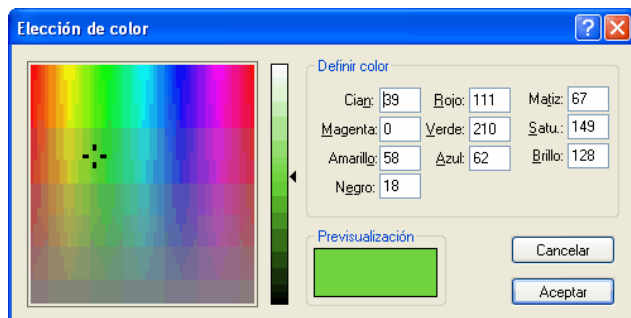 Elección de color
Definir color
Cian: 39 Rojo: 111 Matiz: 67
Magenta: 0 Verde: 210 Satu.: 149
Amarillo: 58 Azul: 62 Brillo: 128
Negro: 18
Previsualización
Cancelar
Aceptar